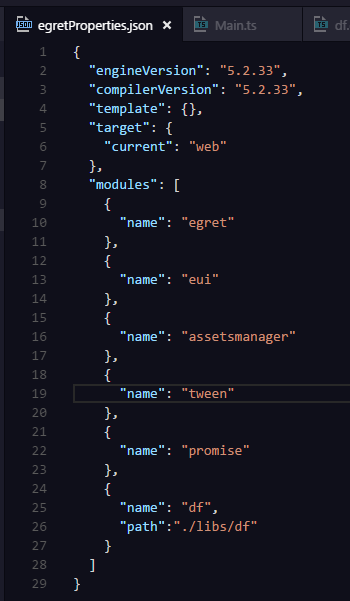 JSON egretProperties.json × TS Main.ts TS df.
1 {
2 "engineVersion": "5.2.33",
3 "compilerVersion": "5.2.33",
4 "template": {},
5 "target": {
6 "current": "web"
7 },
8 "modules": [
9 {
10 "name": "egret"
11 },
12 {
13 "name": "eui"
14 },
15 {
16 "name": "assetsmanager"
17 },
18 {
19 "name": "tween"
20 },
21 {
22 "name": "promise"
23 },
24 {
25 "name": "df",
26 "path":"./libs/df"
27 }
28 ]
29 }